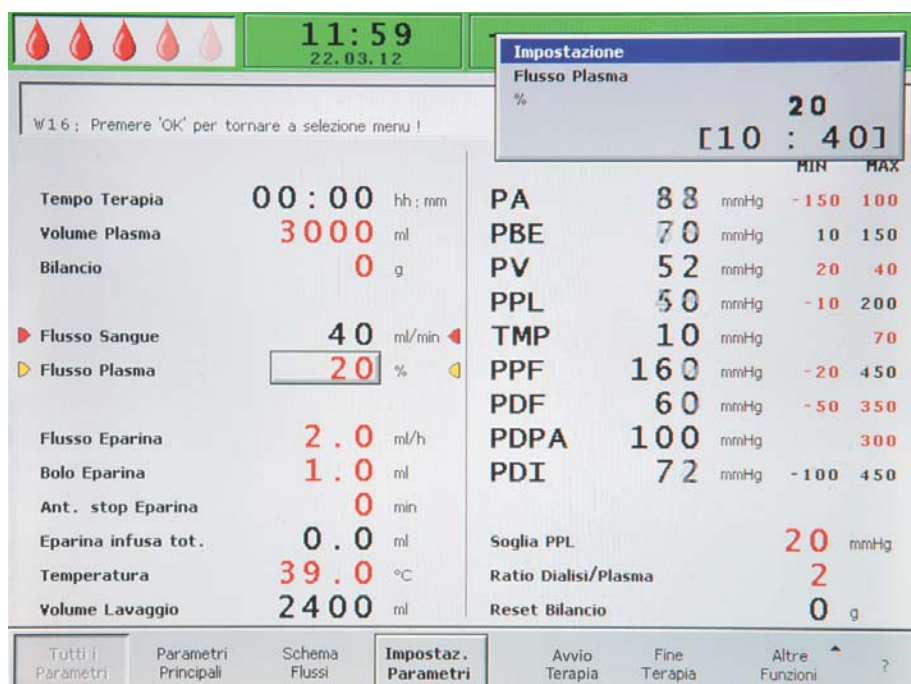 11:59
22.03.12
Impostazione
Flusso Plasma
%
20
[10 : 40]
W16: Premere 'OK' per tornare a selezione menu !
MIN MAX
Tempo Terapia 00:00 hh:mm
Volume Plasma 3000 ml
Bilancio 0 g
Flusso Sangue 40 ml/min
Flusso Plasma 20 %
Flusso Eparina 2.0 ml/h
Bolo Eparina 1.0 ml
Ant. stop Eparina 0 min
Eparina infusa tot. 0.0 ml
Temperatura 39.0 °C
Volume Lavaggio 2400 ml
PA 88 mmHg -150 100
PBE 70 mmHg 10 150
PV 52 mmHg 20 40
PPL mmHg -10 200
TMP 10 mmHg 70
PPF 160 mmHg -20 450
PDF 60 mmHg -50 350
PDPA 100 mmHg 300
PDI 72 mmHg -100 450
Soglia PPL 20 mmHg
Ratio Dialisi/Plasma 2
Reset Bilancio 0 g
Tutti i Parametri
Parametri Principali
Schema Flussi
Impostaz. Parametri
Avvio Terapia
Fine Terapia
Altre Funzioni
?